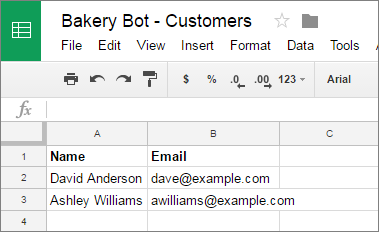 Bakery Bot - Customers
File Edit View Insert Format Data Tools
$ % .0 .00 123 Arial
fx
A B C
1 Name Email
2 David Anderson dave@example.com
3 Ashley Williams awilliams@example.com
4